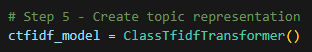 # Step 5 - Create topic representation
ctfidf_model = ClassTfidfTransformer()